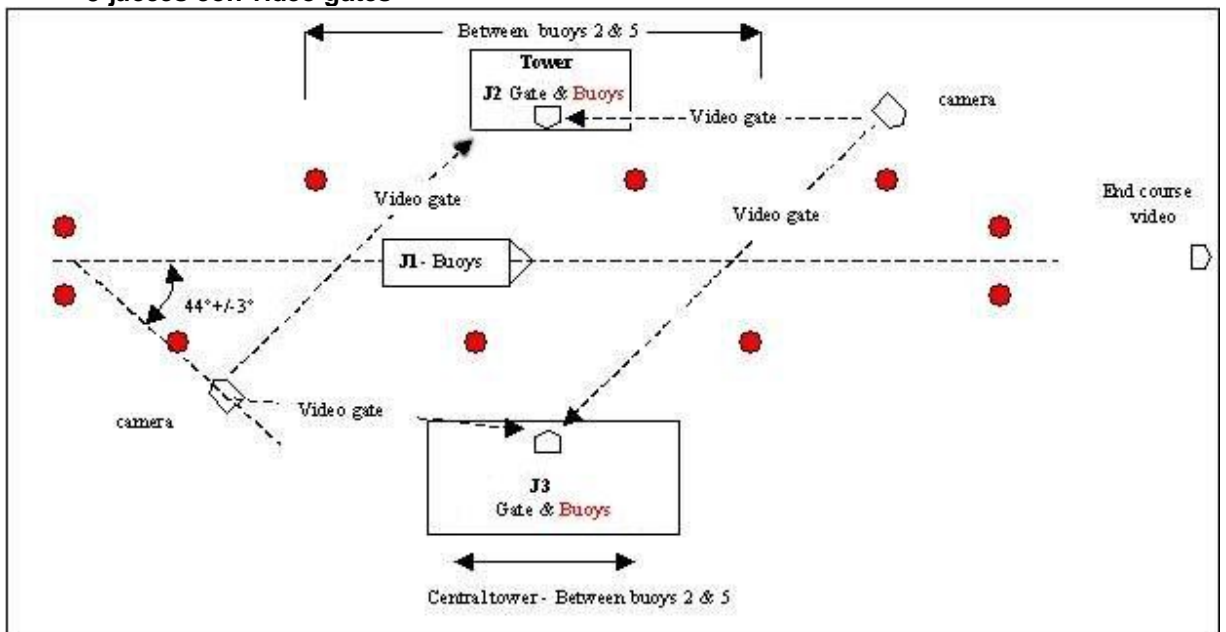 Between buoys 2 & 5
Tower
J2 Gate & Buoys
camera
Video gate
Video gate
Video gate
End course
video
J1- Buoys
44°+/-3°
Video gate
camera
J3
Gate & Buoys
Central tower - Between buoys 2 & 5